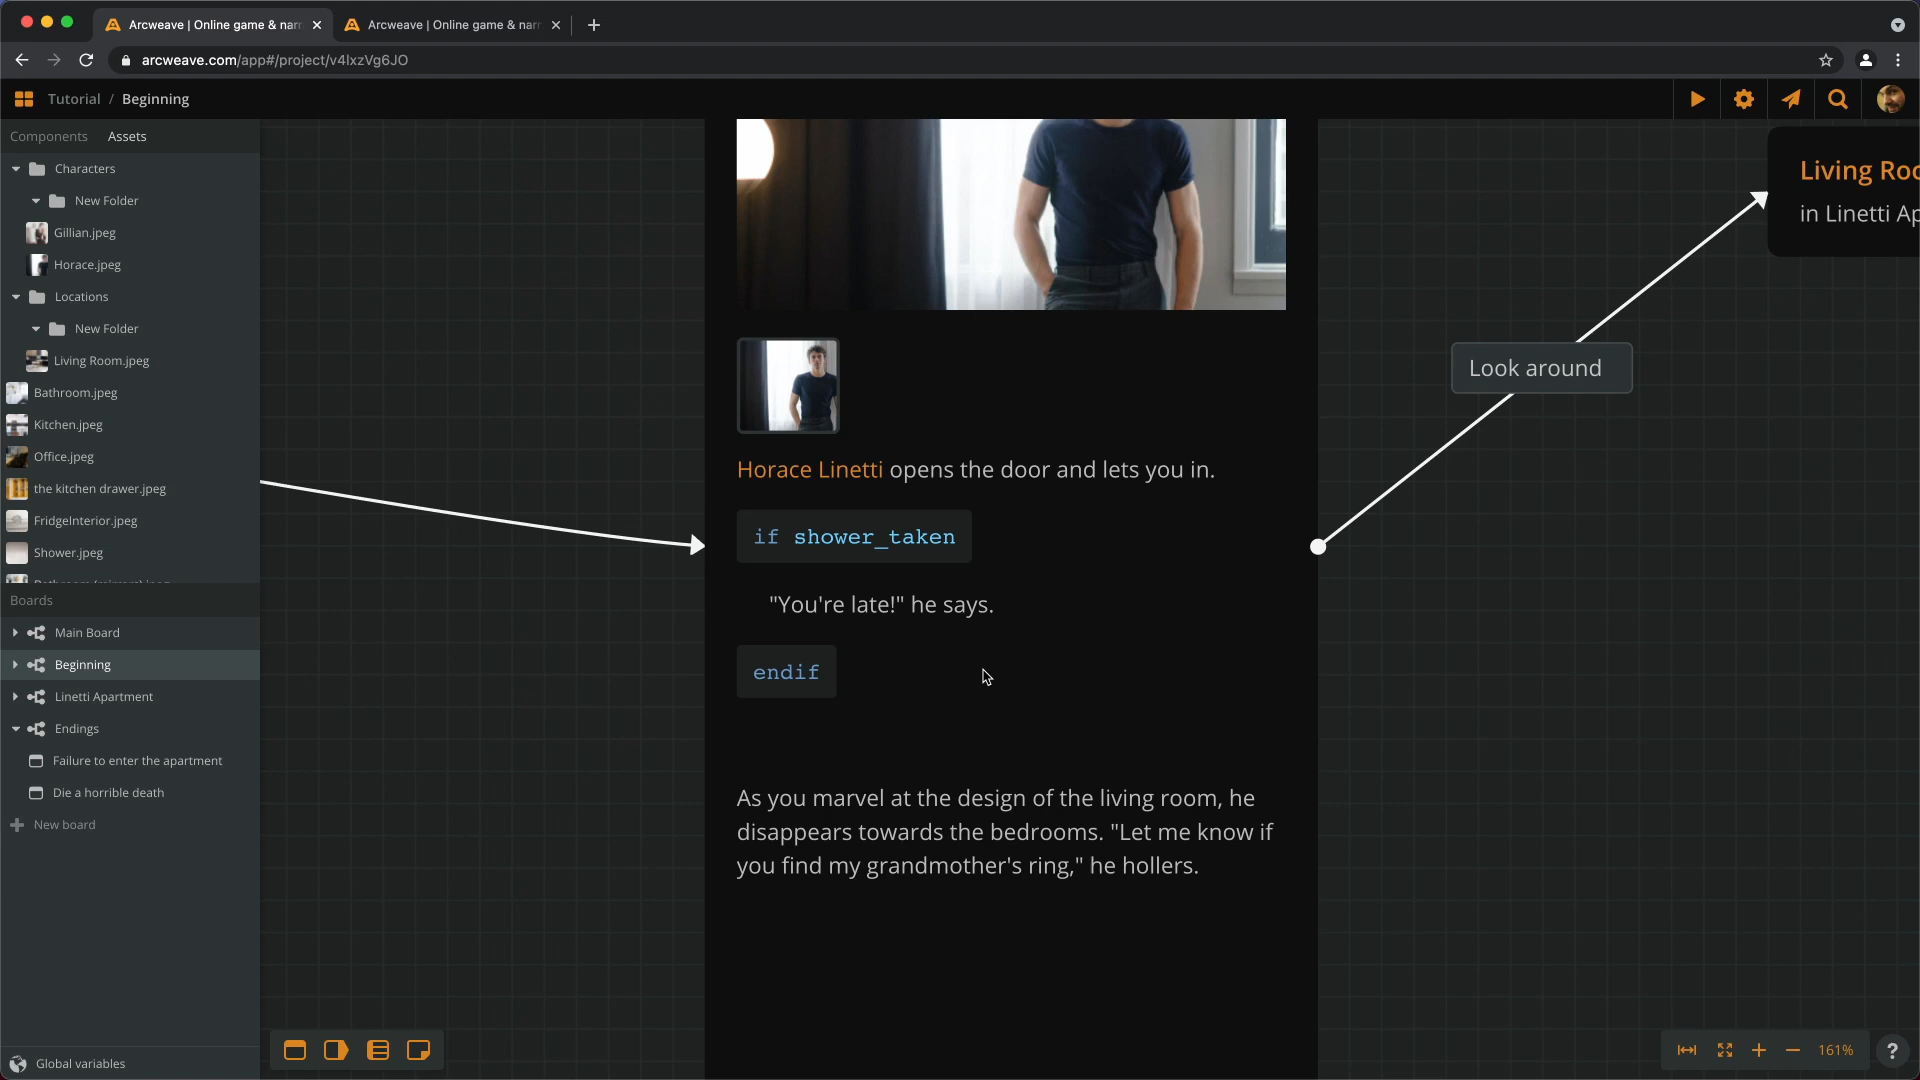 Arcweave | Online game & narr
Arcweave | Online game & narr
arcweave.com/app#/project/v4lxzVg6JO
Tutorial / Beginning
Components Assets
Characters
New Folder
Gillian.jpeg
Horace.jpeg
Locations
New Folder
Living Room.jpeg
Bathroom.jpeg
Kitchen.jpeg
Office.jpeg
the kitchen drawer.jpeg
FridgeInterior.jpeg
Shower.jpeg
Boards
Main Board
Beginning
Linetti Apartment
Endings
Failure to enter the apartment
Die a horrible death
New board
Global variables
Horace Linetti opens the door and lets you in.
if shower_taken
"You're late!" he says.
endif
As you marvel at the design of the living room, he
disappears towards the bedrooms. "Let me know if
you find my grandmother's ring," he hollers.
Look around
Living Roo
in Linetti Ap
161%
?